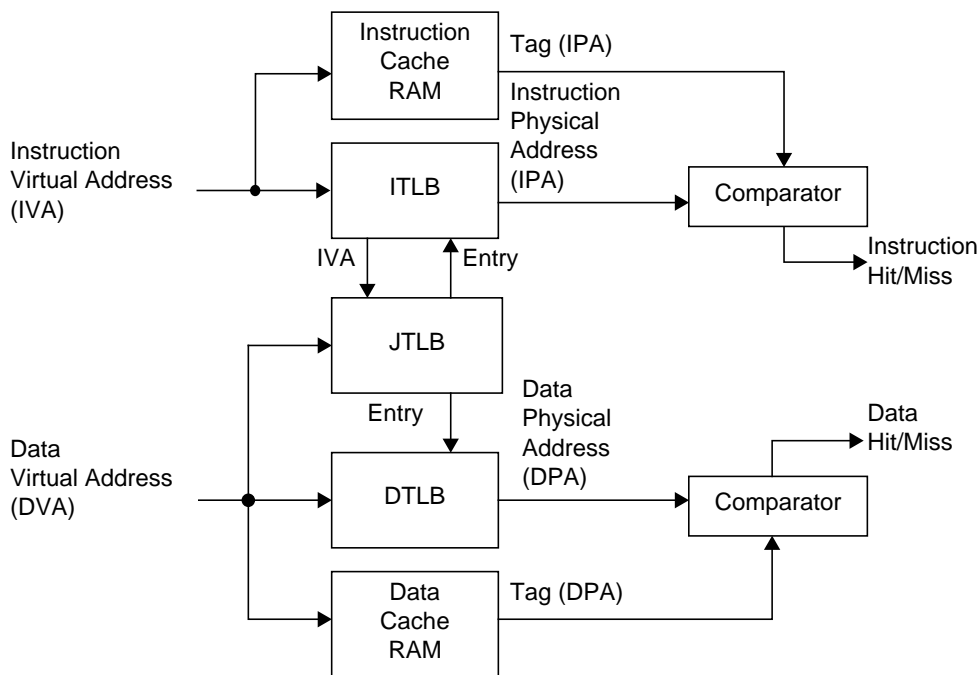 Instruction
Cache
RAM
Tag (IPA)
Instruction
Physical
Address
(IPA)
Instruction
Virtual Address
(IVA)
ITLB
Comparator
IVA
Entry
Instruction
Hit/Miss
JTLB
Entry
Data
Physical
Address
(DPA)
Data
Hit/Miss
Data
Virtual Address
(DVA)
DTLB
Comparator
Data
Cache
RAM
Tag (DPA)